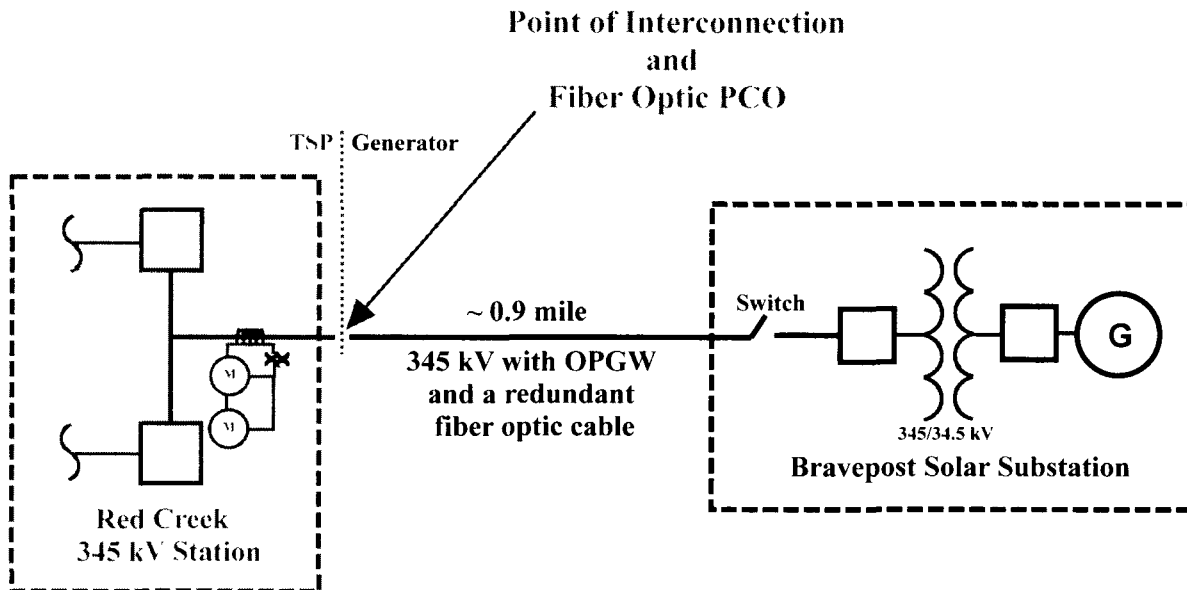 Point of Interconnection
and
Fiber Optic PCO
TSP Generator
~ 0.9 mile
345 kV with OPGW
and a redundant
fiber optic cable
Switch
M
M
G
345/34.5 kV
Bravepost Solar Substation
Red Creek
345 kV Station